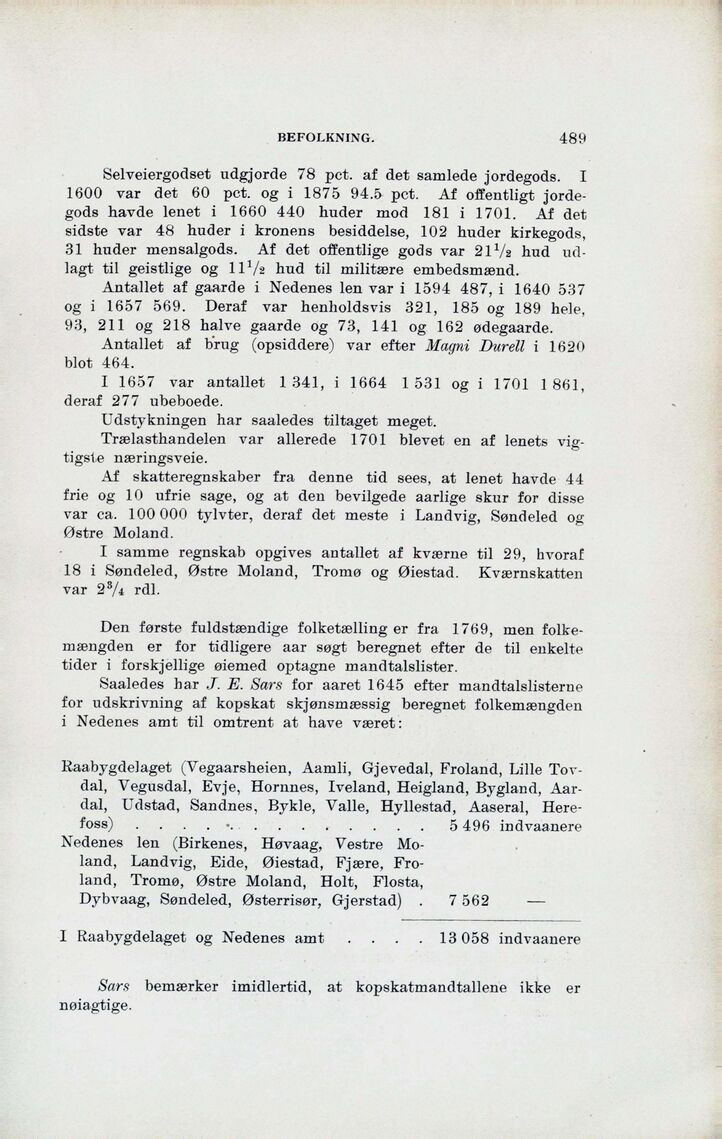 BEFOLKNING. 489
Selveiergodset udgjorde 78 pct. af det samlede jordegods. I
1600 var det 60 pct. og i 1875 94.5 pct. Af offentligt jorde-
gods havde lenet i 1660 440 huder mod 181 i 1701. Af det
sidste var 48 huder i kronens besiddelse, 102 huder kirkegods,
31 huder mensalgods. Af det offentlige gods var 21 1/2 hud ud-
lagt til geistlige og 11 1/2 hud til militære embedsmænd.
Antallet af gaarde i Nedenes len var i 1594 487, i 1640 537
og i 1657 569. Deraf var henholdsvis 321, 185 og 189 hele,
93, 211 og 218 halve gaarde og 73, 141 og 162 ødegaarde.
Antallet af brug (opsiddere) var efter Magni Durell i 1620
blot 464.
I 1657 var antallet 1 341, i 1664 1 531 og i 1701 1 861,
deraf 277 ubeboede.
Udstykningen har saaledes tiltaget meget.
Trælasthandelen var allerede 1701 blevet en af lenets vig-
tigste næringsveie.
Af skatteregnskaber fra denne tid sees, at lenet havde 44
frie og 10 ufrie sage, og at den bevilgede aarlige skur for disse
var ca. 100 000 tylvter, deraf det meste i Landvig, Søndeled og
Østre Moland.
I samme regnskab opgives antallet af kværne til 29, hvoraf
18 i Søndeled, Østre Moland, Tromø og Øiestad. Kværnskatten
var 2 3/4 rdl.
Den første fuldstændige folketælling er fra 1769, men folke-
mængden er for tidligere aar søgt beregnet efter de til enkelte
tider i forskjellige øiemed optagne mandtalslister.
Saaledes har J. E. Sars for aaret 1645 efter mandtalslisterne
for udskrivning af kopskat skjønsmæssig beregnet folkemængden
i Nedenes amt til omtrent at have været:
Raabygdelaget (Vegaarsheien, Aamli, Gjevedal, Froland, Lille Tov-
dal, Vegusdal, Evje, Hornnes, Iveland, Heigland, Bygland, Aar-
dal, Udstad, Sandnes, Bykle, Valle, Hyllestad, Aaseral, Here-
foss) . . . . . . . . . . . . . 5 496 indvaanere
Nedenes len (Birkenes, Høvaag, Vestre Mo-
land, Landvig, Eide, Øiestad, Fjære, Fro-
land, Tromø, Østre Moland, Holt, Flosta,
Dybvaag, Søndeled, Østerrisør, Gjerstad) . 7 562 —
I Raabygdelaget og Nedenes amt . . . . 13 058 indvaanere
Sars bemærker imidlertid, at kopskatmandtallene ikke er
nøiagtige.